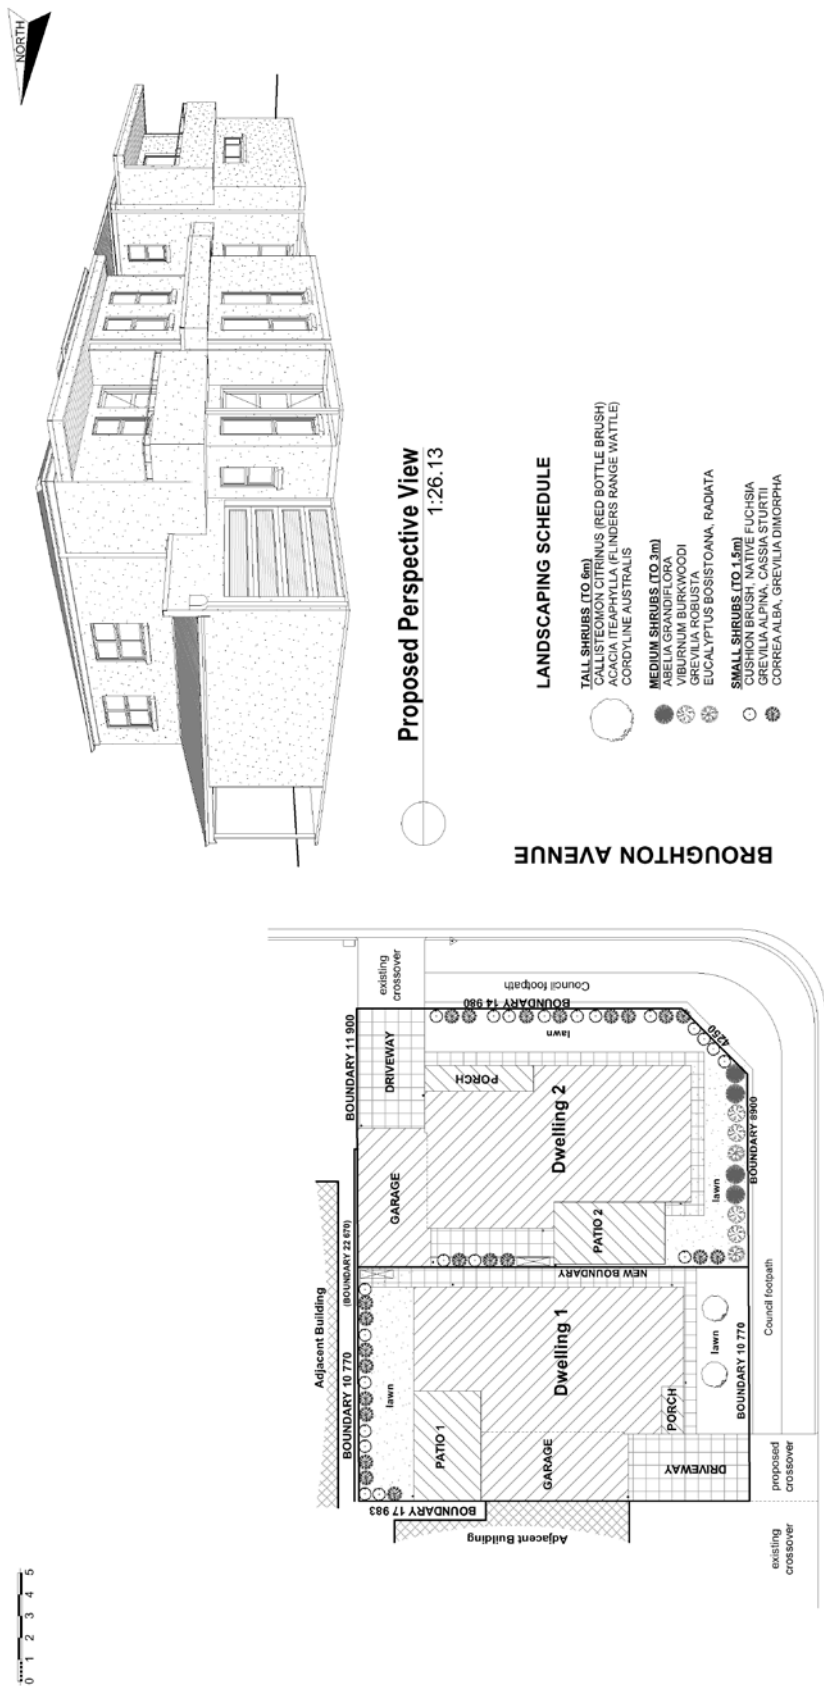 NORTH
Proposed Perspective View
1:26.13
LANDSCAPING SCHEDULE
TALL SHRUBS (TO 6m)
CALLISTEOMON CITRINUS (RED BOTTLE BRUSH)
ACACIA ITEAPHYLLA (FLINDERS RANGE WATTLE)
CORDYLINE AUSTRALIS
MEDIUM SHRUBS (TO 3m)
ABELIA GRANDIFLORA
VIBURNUM BURKWOODI
GREVILIA ROBUSTA
EUCALYPTUS BOSISTOANA, RADIATA
SMALL SHRUBS (TO 1.5m)
CUSHION BRUSH, NATIVE FUCHSIA
GREVILIA ALPINA, CASSIA STURTII
CORREA ALBA, GREVILIA DIMORPHA
BROUGHTON AVENUE
existing
crossover
Council footpath
BOUNDARY 14 980
BOUNDARY 11 900
DRIVEWAY
lawn
4250
PORCH
Dwelling 2
GARAGE
BOUNDARY 8900
lawn
PATIO 2
(BOUNDARY 22 670)
Adjacent Building
NEW BOUNDARY
Council footpath
Dwelling 1
BOUNDARY 10 770
lawn
lawn
BOUNDARY 10 770
PATIO 1
PORCH
GARAGE
DRIVEWAY
proposed
crossover
BOUNDARY 17 983
Adjacent Building
existing
crossover
0 1 2 3 4 5